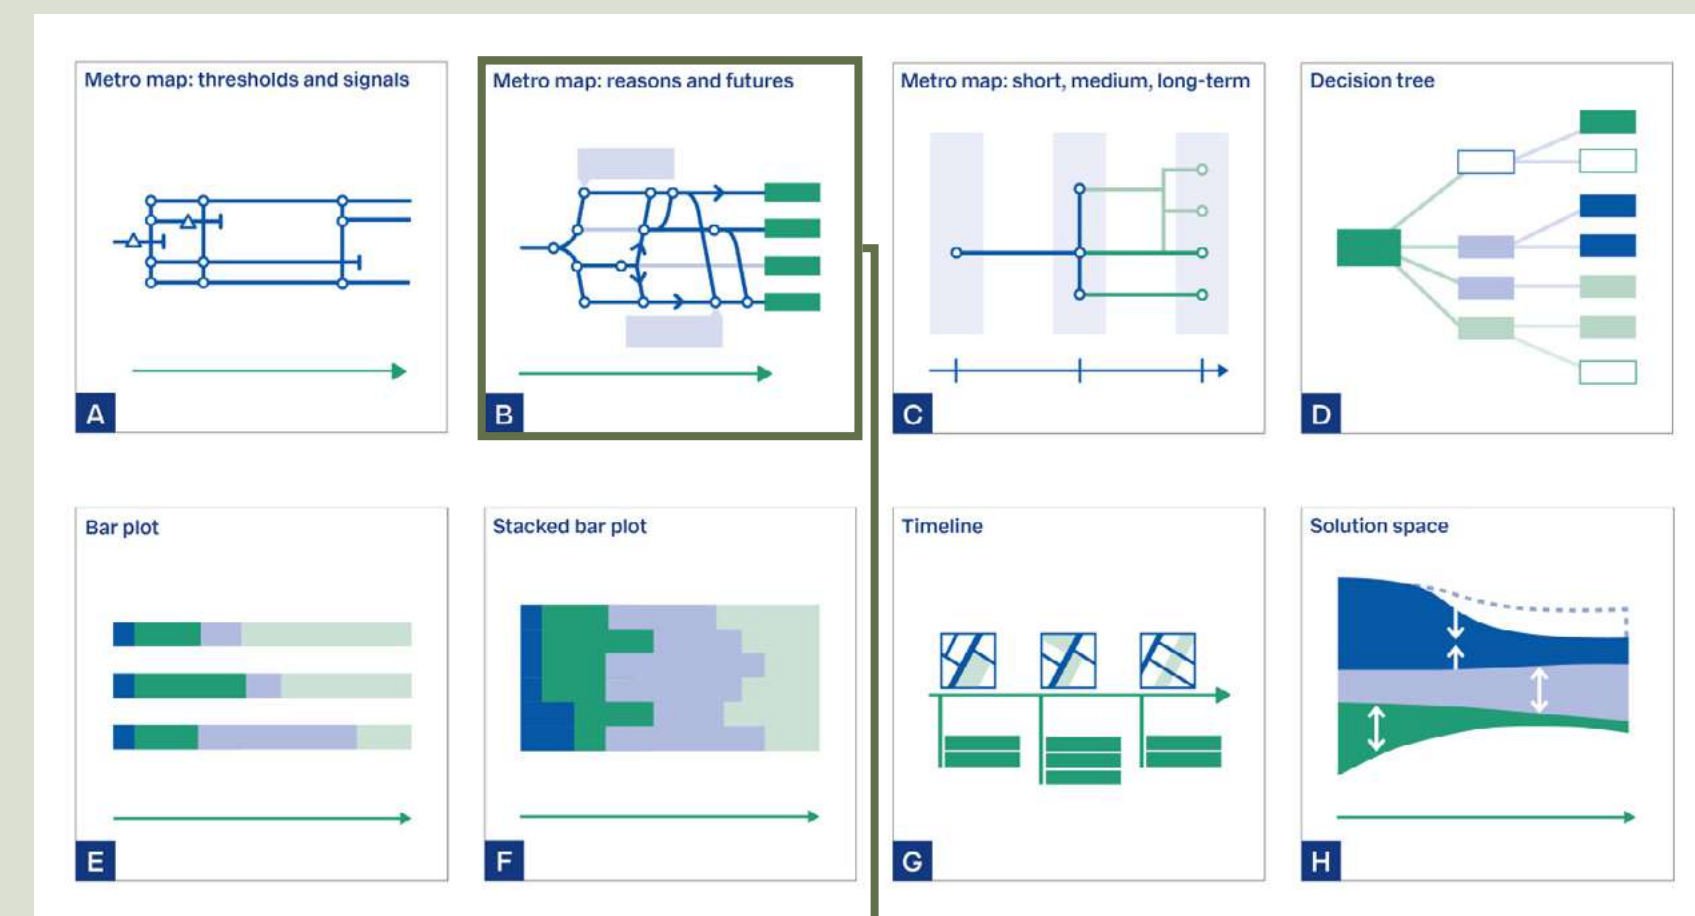 Metro map: thresholds and signals
A
Metro map: reasons and futures
B
Metro map: short, medium, long-term
C
Decision tree
D
Bar plot
E
Stacked bar plot
F
Timeline
G
Solution space
H